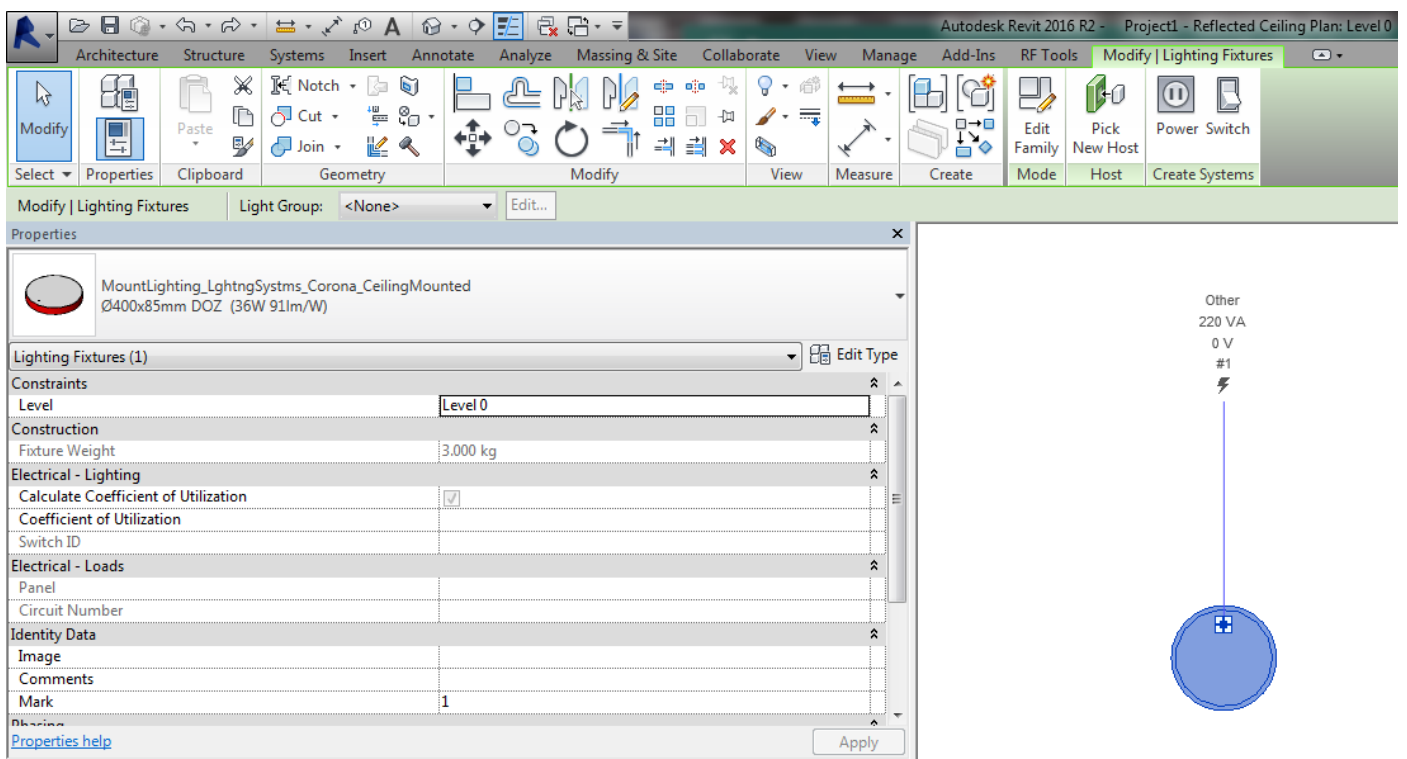 Autodesk Revit 2016 R2 - Project1 - Reflected Ceiling Plan: Level 0
Architecture Structure Systems Insert Annotate Analyze Massing & Site Collaborate View Manage Add-Ins RF Tools Modify | Lighting Fixtures
Modify
Paste
Notch
Cut
Join
Edit Family
Pick New Host
Power Switch
Select Properties Clipboard Geometry Modify View Measure Create Mode Host Create Systems
Modify | Lighting Fixtures Light Group: <None> Edit...
Properties
MountLighting_LghtngSystms_Corona_CeilingMounted
Ø400x85mm DOZ (36W 91lm/W)
Lighting Fixtures (1) Edit Type
Constraints
Level Level 0
Construction
Fixture Weight 3.000 kg
Electrical - Lighting
Calculate Coefficient of Utilization
Coefficient of Utilization
Switch ID
Electrical - Loads
Panel
Circuit Number
Identity Data
Image
Comments
Mark 1
Phasing
Properties help Apply
Other
220 VA
0 V
#1